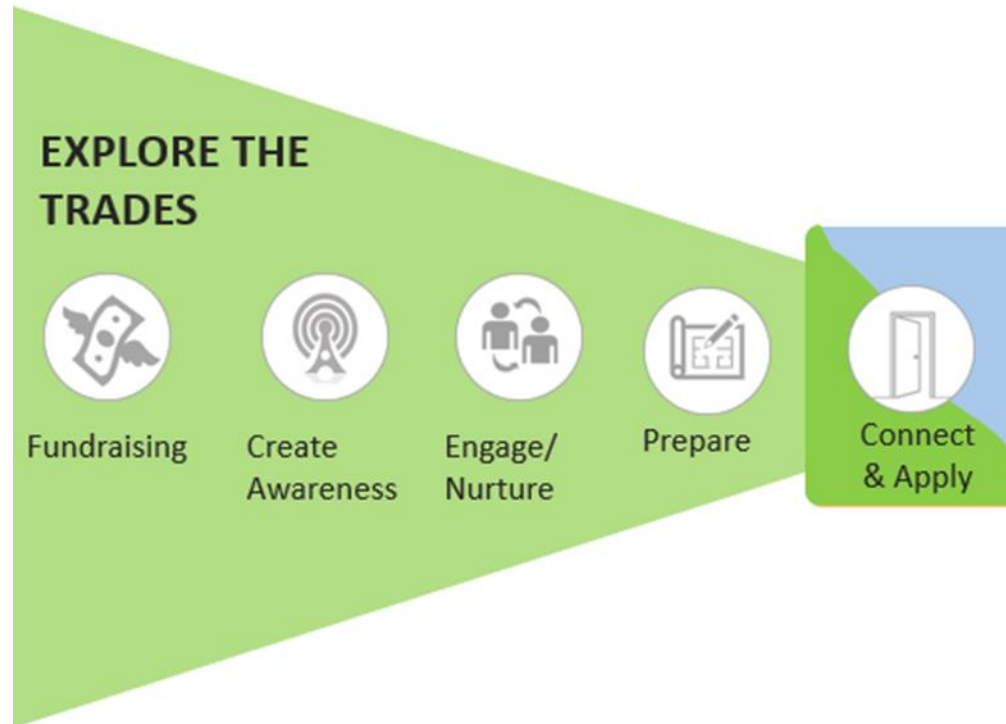 EXPLORE THE
TRADES
Fundraising
Create
Awareness
Engage/
Nurture
Prepare
Connect
& Apply